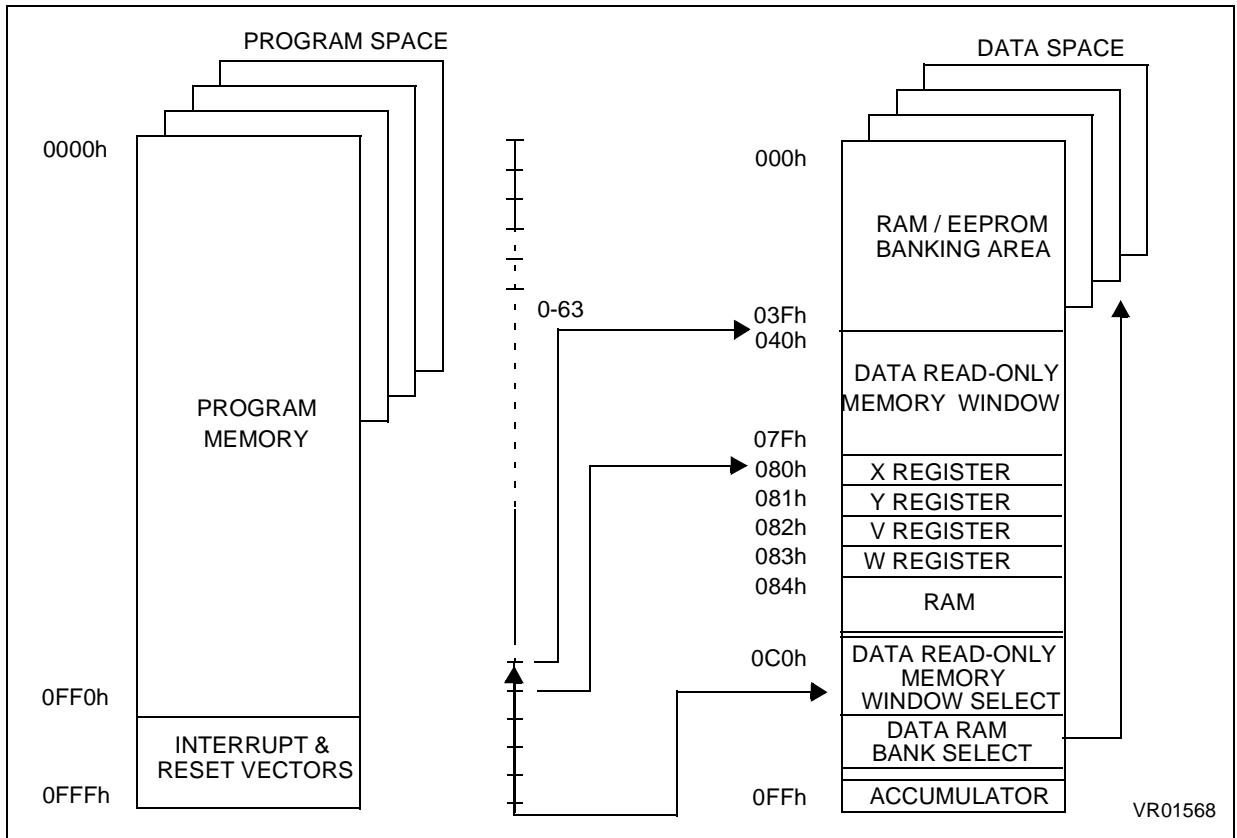 PROGRAM SPACE
0000h
PROGRAM
MEMORY
0FF0h
INTERRUPT &
RESET VECTORS
0FFFh
0-63
DATA SPACE
000h
RAM / EEPROM
BANKING AREA
03Fh
040h
DATA READ-ONLY
MEMORY WINDOW
07Fh
080h
X REGISTER
081h
Y REGISTER
082h
V REGISTER
083h
W REGISTER
084h
RAM
0C0h
DATA READ-ONLY
MEMORY
WINDOW SELECT
DATA RAM
BANK SELECT
0FFh
ACCUMULATOR
VR01568